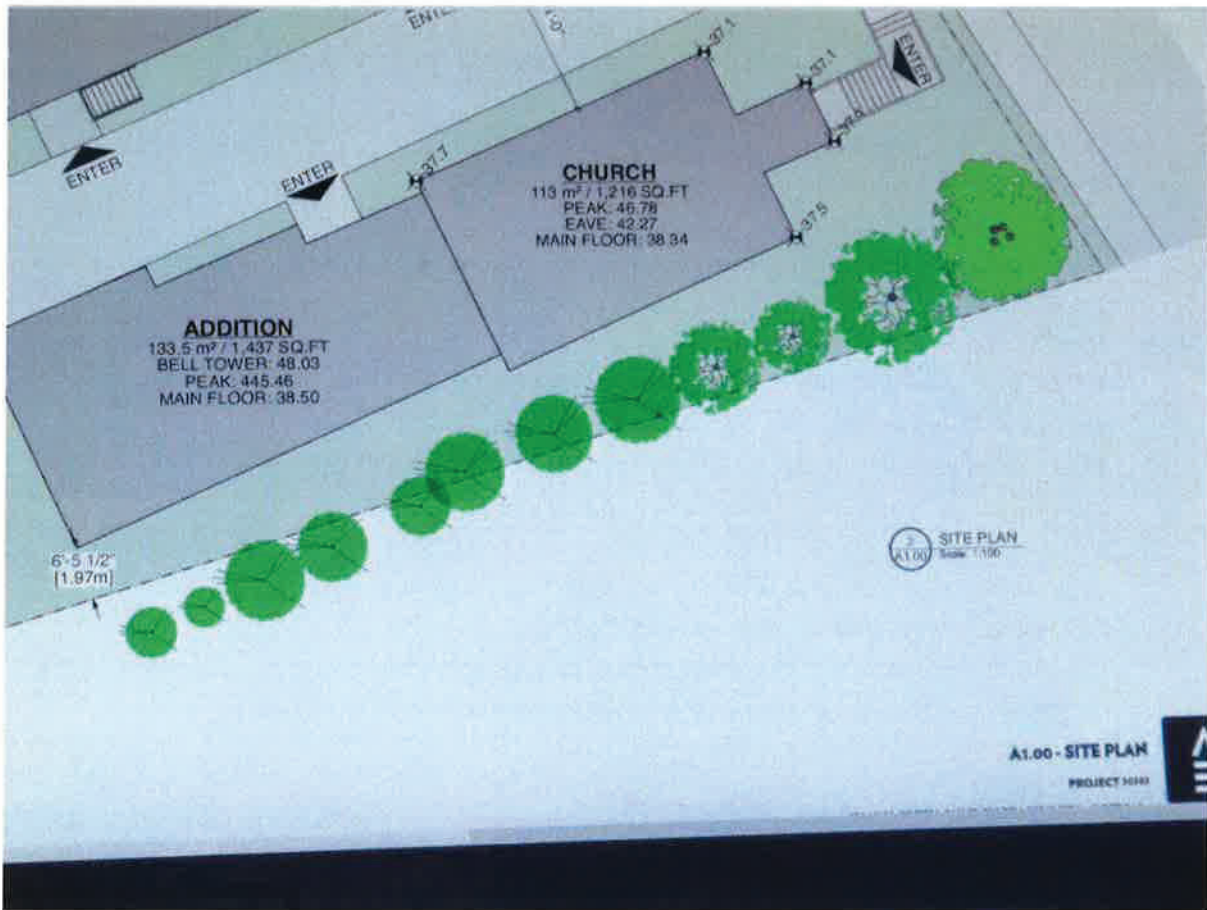 ENTER
37.1
37.1
ENTER
ENTER
ENTER
37.7
CHURCH
113 m² / 1,216 SQ.FT
PEAK: 46.78
EAVE: 42.27
MAIN FLOOR: 38.34
37.5
ADDITION
133.5 m² / 1,437 SQ.FT
BELL TOWER: 48.03
PEAK: 445.46
MAIN FLOOR: 38.50
6'-5 1/2"
[1.97m]
A1.00
SITE PLAN
Scale: 1:100
A1.00 - SITE PLAN
PROJECT